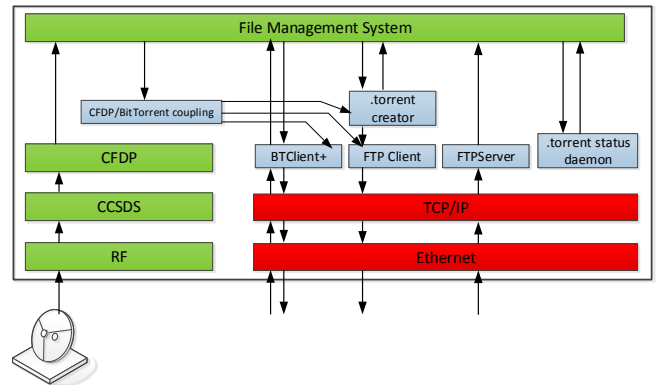 File Management System
CFDP/BitTorrent coupling
.torrent
creator
CFDP
BTClient+
FTP Client
FTPServer
.torrent status
daemon
CCSDS
TCP/IP
RF
Ethernet